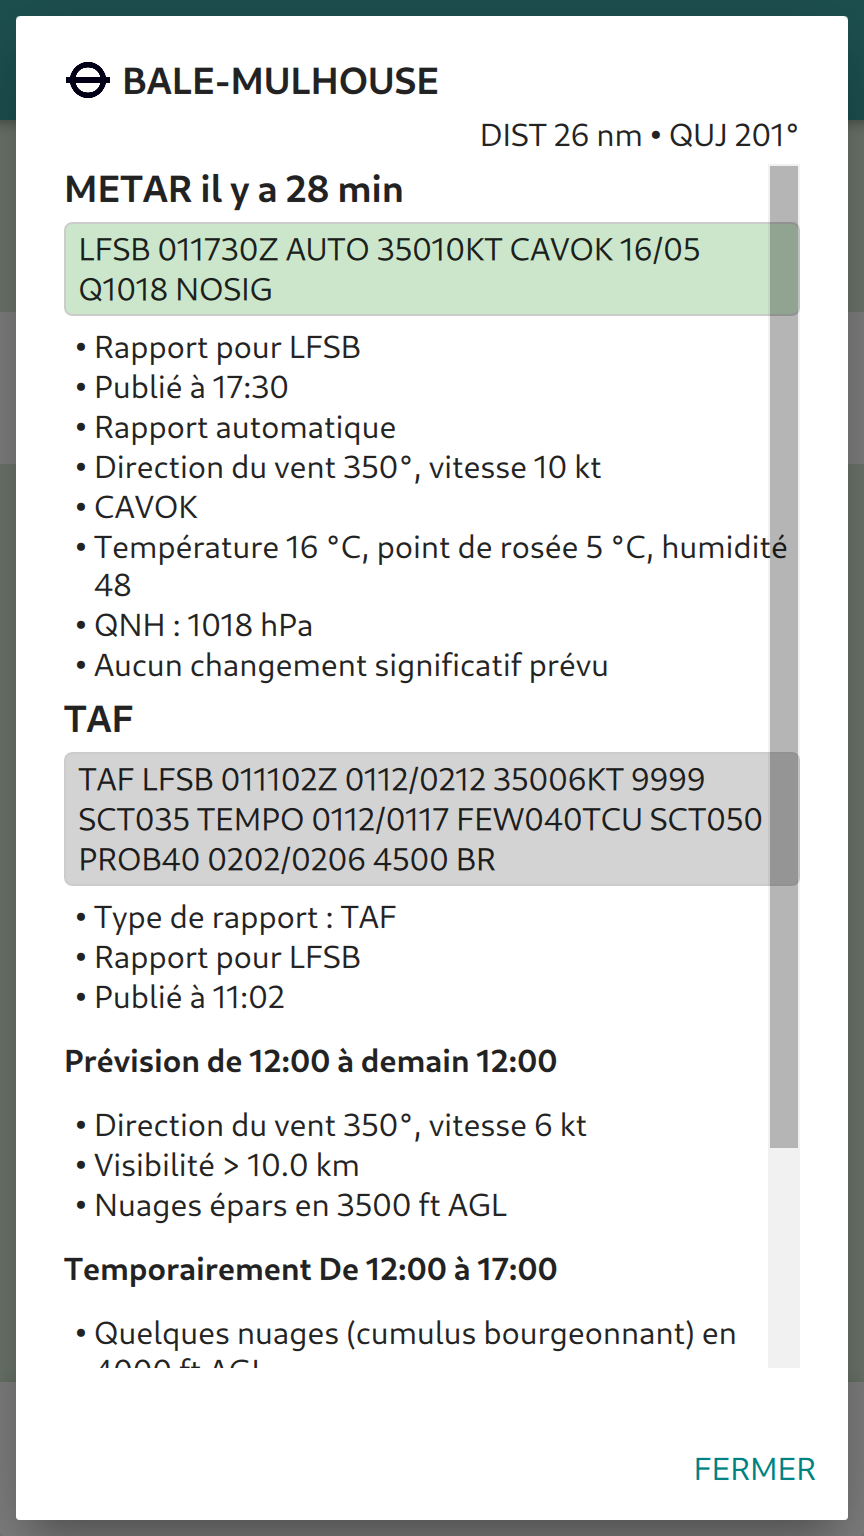 BALE-MULHOUSE
DIST 26 nm • QUJ 201°
METAR il y a 28 min
LFSB 011730Z AUTO 35010KT CAVOK 16/05
Q1018 NOSIG
• Rapport pour LFSB
• Publié à 17:30
• Rapport automatique
• Direction du vent 350°, vitesse 10 kt
• CAVOK
• Température 16 °C, point de rosée 5 °C, humidité
48
• QNH : 1018 hPa
• Aucun changement significatif prévu
TAF
TAF LFSB 011102Z 0112/0212 35006KT 9999
SCT035 TEMPO 0112/0117 FEW040TCU SCT050
PROB40 0202/0206 4500 BR
• Type de rapport : TAF
• Rapport pour LFSB
• Publié à 11:02
Prévision de 12:00 à demain 12:00
• Direction du vent 350°, vitesse 6 kt
• Visibilité > 10.0 km
• Nuages épars en 3500 ft AGL
Temporairement De 12:00 à 17:00
• Quelques nuages (cumulus bourgeonnant) en
4000 ft AGL
FERMER